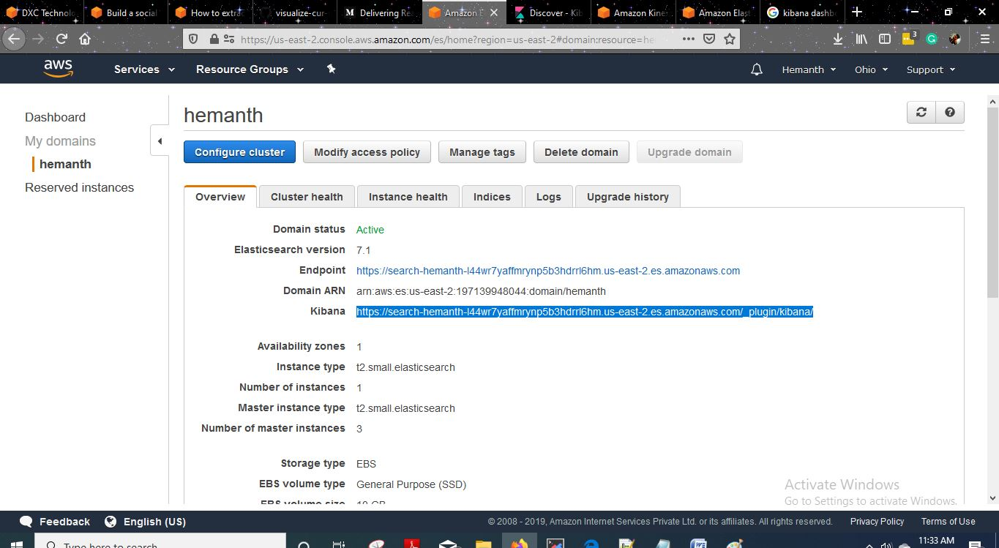 DXC Technolo
Build a social
How to extrac
visualize-cur-
M Delivering Rea
Amazon E
Discover - Kib
Amazon Kine
Amazon Elast
kibana dashb
https://us-east-2.console.aws.amazon.com/es/home?region=us-east-2#domain:resource=he
3
aws
Services
Resource Groups
Hemanth
Ohio
Support
Dashboard
My domains
hemanth
Reserved instances
hemanth
Configure cluster
Modify access policy
Manage tags
Delete domain
Upgrade domain
Overview
Cluster health
Instance health
Indices
Logs
Upgrade history
Domain status Active
Elasticsearch version 7.1
Endpoint https://search-hemanth-l44wr7yaffmrynp5b3hdrrl6hm.us-east-2.es.amazonaws.com
Domain ARN arn:aws:es:us-east-2:197139948044:domain/hemanth
Kibana https://search-hemanth-l44wr7yaffmrynp5b3hdrrl6hm.us-east-2.es.amazonaws.com/_plugin/kibana/
Availability zones 1
Instance type t2.small.elasticsearch
Number of instances 1
Master instance type t2.small.elasticsearch
Number of master instances 3
Storage type EBS
EBS volume type General Purpose (SSD)
EBS volume size 10 GB
Activate Windows
Go to Settings to activate Windows.
Feedback
English (US)
© 2008 - 2019, Amazon Internet Services Private Ltd. or its affiliates. All rights reserved.
Privacy Policy
Terms of Use
Type here to search
11:33 AM